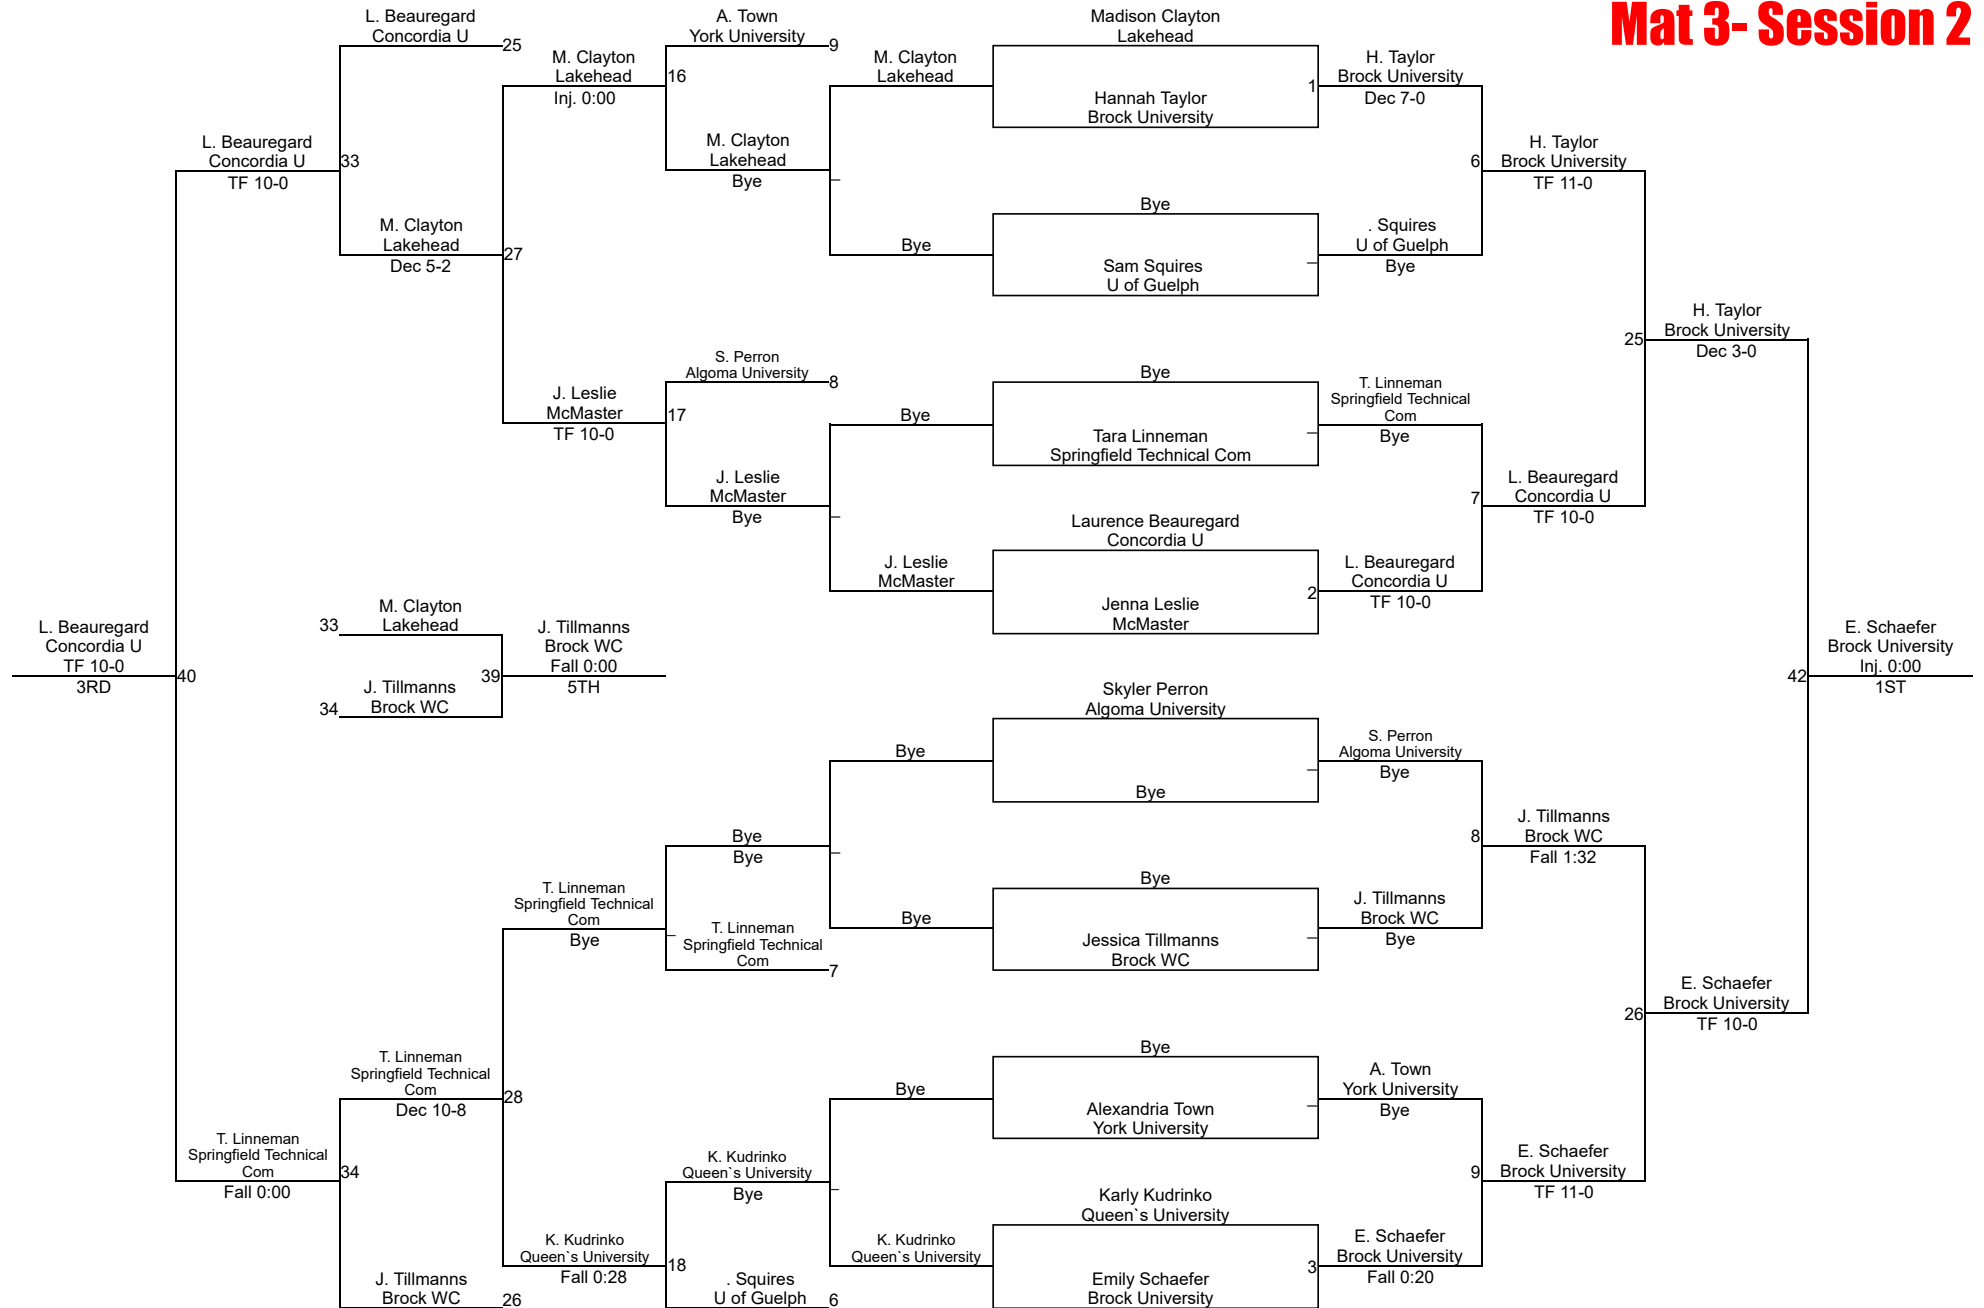 Mat 3- Session 2
L. Beauregard
Concordia U
25
M. Clayton
Lakehead
Inj. 0:00
A. Town
York University
9
16
M. Clayton
Lakehead
M. Clayton
Lakehead
Bye
Madison Clayton
Lakehead
Hannah Taylor
Brock University
1
H. Taylor
Brock University
Dec 7-0
L. Beauregard
Concordia U
TF 10-0
33
H. Taylor
Brock University
TF 11-0
6
M. Clayton
Lakehead
Dec 5-2
27
Bye
Bye
Sam Squires
U of Guelph
. Squires
U of Guelph
Bye
H. Taylor
Brock University
Dec 3-0
25
S. Perron
Algoma University
8
J. Leslie
McMaster
TF 10-0
17
Bye
Bye
Tara Linneman
Springfield Technical Com
T. Linneman
Springfield Technical
Com
Bye
J. Leslie
McMaster
Bye
7
L. Beauregard
Concordia U
TF 10-0
J. Leslie
McMaster
Laurence Beauregard
Concordia U
Jenna Leslie
McMaster
2
L. Beauregard
Concordia U
TF 10-0
L. Beauregard
Concordia U
TF 10-0
3RD
40
33
M. Clayton
Lakehead
34
J. Tillmanns
Brock WC
39
J. Tillmanns
Brock WC
Fall 0:00
5TH
42
E. Schaefer
Brock University
Inj. 0:00
1ST
Bye
Skyler Perron
Algoma University
Bye
S. Perron
Algoma University
Bye
Bye
Bye
8
J. Tillmanns
Brock WC
Fall 1:32
T. Linneman
Springfield Technical
Com
Bye
T. Linneman
Springfield Technical
Com
7
Bye
Bye
Jessica Tillmanns
Brock WC
J. Tillmanns
Brock WC
Bye
26
E. Schaefer
Brock University
TF 10-0
T. Linneman
Springfield Technical
Com
Dec 10-8
28
Bye
Bye
Alexandria Town
York University
A. Town
York University
Bye
T. Linneman
Springfield Technical
Com
Fall 0:00
34
K. Kudrinko
Queen`s University
Bye
9
E. Schaefer
Brock University
TF 11-0
J. Tillmanns
Brock WC
26
K. Kudrinko
Queen`s University
Fall 0:28
18
. Squires
U of Guelph
6
K. Kudrinko
Queen`s University
Karly Kudrinko
Queen`s University
Emily Schaefer
Brock University
3
E. Schaefer
Brock University
Fall 0:20